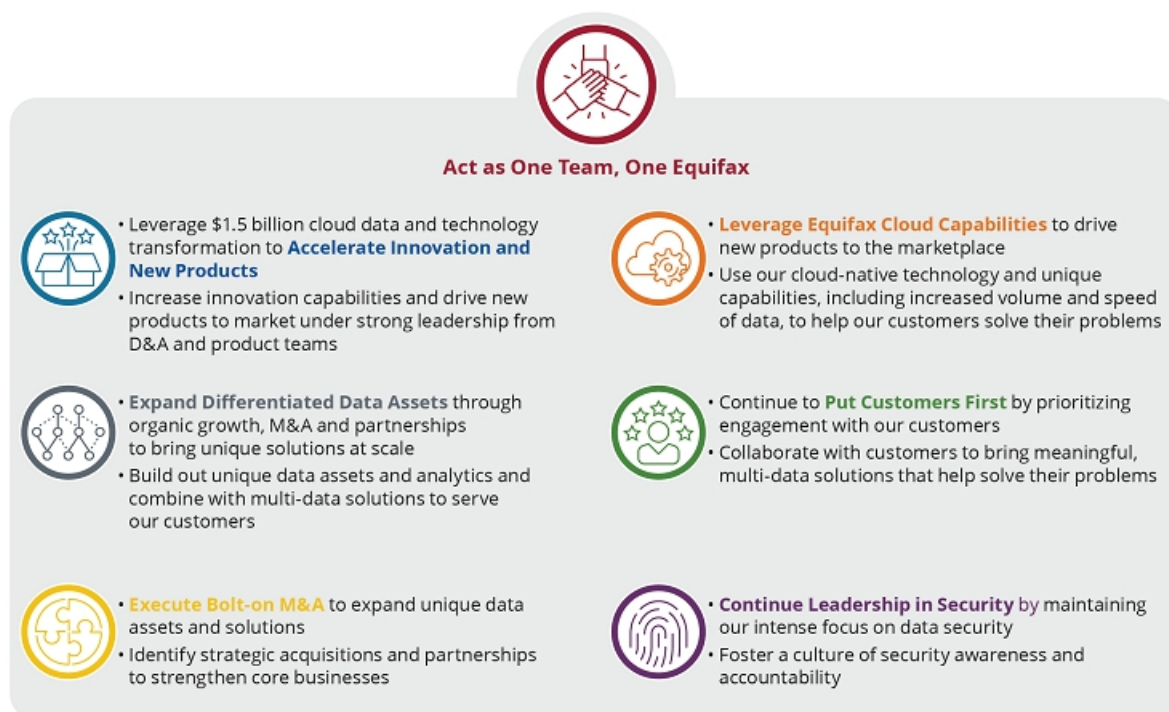 Act as One Team, One Equifax
• Leverage $1.5 billion cloud data and technology
transformation to Accelerate Innovation and
New Products
• Increase innovation capabilities and drive new
products to market under strong leadership from
D&A and product teams
• Leverage Equifax Cloud Capabilities to drive
new products to the marketplace
• Use our cloud-native technology and unique
capabilities, including increased volume and speed
of data, to help our customers solve their problems
• Expand Differentiated Data Assets through
organic growth, M&A and partnerships
to bring unique solutions at scale
• Build out unique data assets and analytics and
combine with multi-data solutions to serve
our customers
• Continue to Put Customers First by prioritizing
engagement with our customers
• Collaborate with customers to bring meaningful,
multi-data solutions that help solve their problems
• Execute Bolt-on M&A to expand unique data
assets and solutions
• Identify strategic acquisitions and partnerships
to strengthen core businesses
• Continue Leadership in Security by maintaining
our intense focus on data security
• Foster a culture of security awareness and
accountability